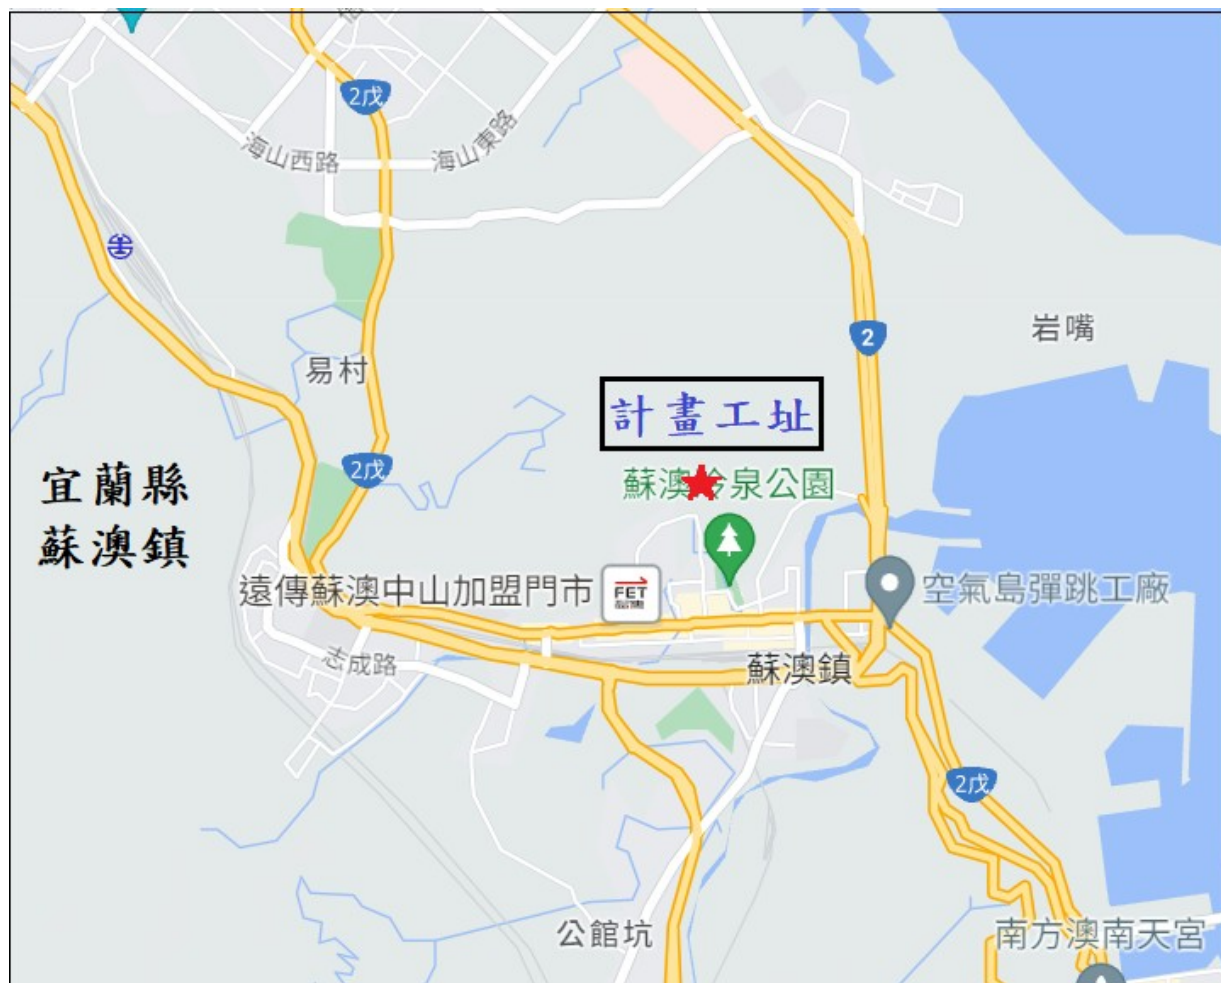 2戊
海山西路
海山東路
2
岩嘴
易村
計畫工址
2戊
蘇澳冷泉公園
宜蘭縣
蘇澳鎮
遠傳蘇澳中山加盟門市
FET
空氣島彈跳工廠
志成路
蘇澳鎮
2戊
公館坑
南方澳南天宮